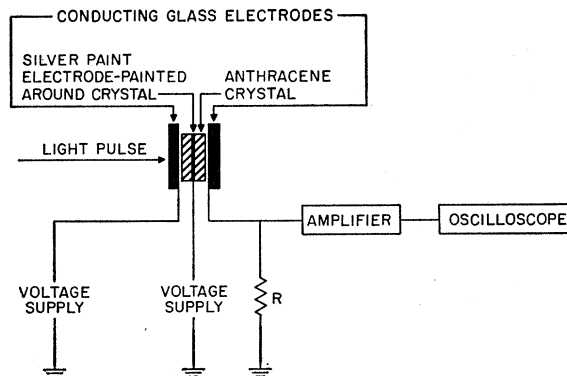 CONDUCTING GLASS ELECTRODES
SILVER PAINT
ELECTRODE-PAINTED
AROUND CRYSTAL
ANTHRACENE
CRYSTAL
LIGHT PULSE
AMPLIFIER
OSCILLOSCOPE
VOLTAGE
SUPPLY
VOLTAGE
SUPPLY
R